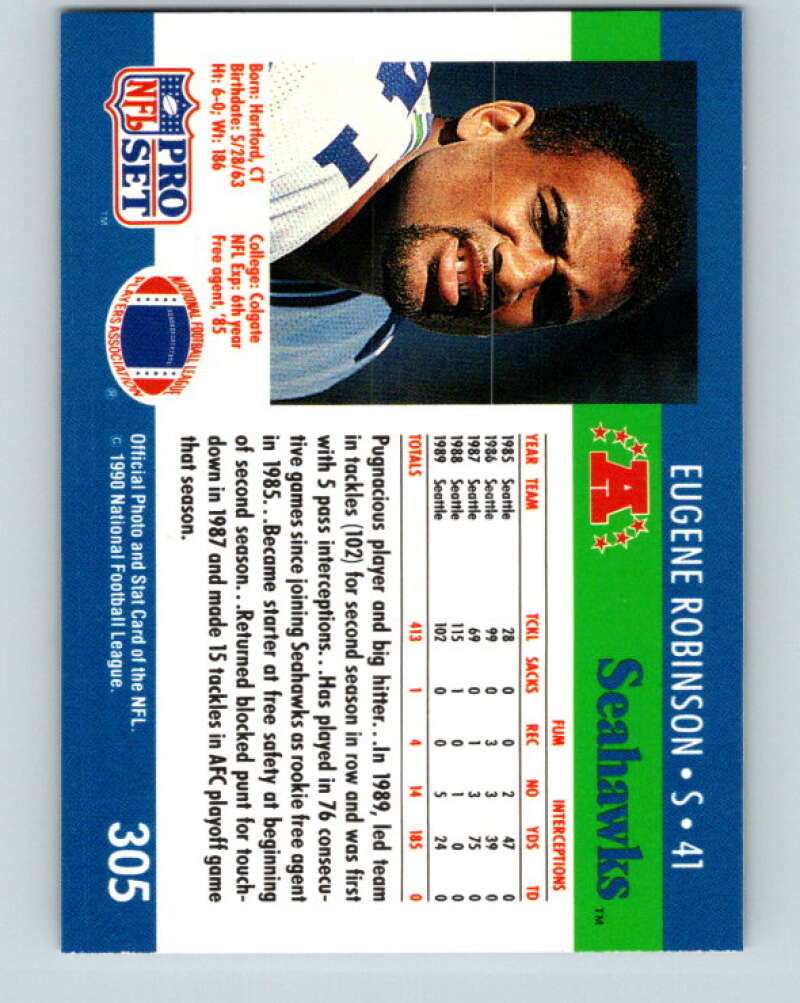 EUGENE ROBINSON • S • 41
A
Seahawks™
41
Born: Hartford, CT
Birthdate: 5/28/63
Ht: 6-0; Wt: 186
College: Colgate
NFL Exp: 6th year
Free agent, '85
FUM INTERCEPTIONS
YEAR TEAM TCKL SACKS REC NO YDS TD
1985 Seattle 28 0 0 2 47 0
1986 Seattle 99 0 3 3 39 0
1987 Seattle 69 0 1 3 75 0
1988 Seattle 115 1 0 1 0 0
1989 Seattle 102 0 0 5 24 0
TOTALS 413 1 4 14 185 0
Pugnacious player and big hitter...In 1989, led team
in tackles (102) for second season in row and was first
with 5 pass interceptions...Has played in 76 consecu-
tive games since joining Seahawks as rookie free agent
in 1985...Became starter at free safety at beginning
of second season...Returned blocked punt for touch-
down in 1987 and made 15 tackles in AFC playoff game
that season.
NFL
PRO
SET
™
NATIONAL FOOTBALL LEAGUE
PLAYERS ASSOCIATION
®
Official Photo and Stat Card of the NFL.
© 1990 National Football League.
305